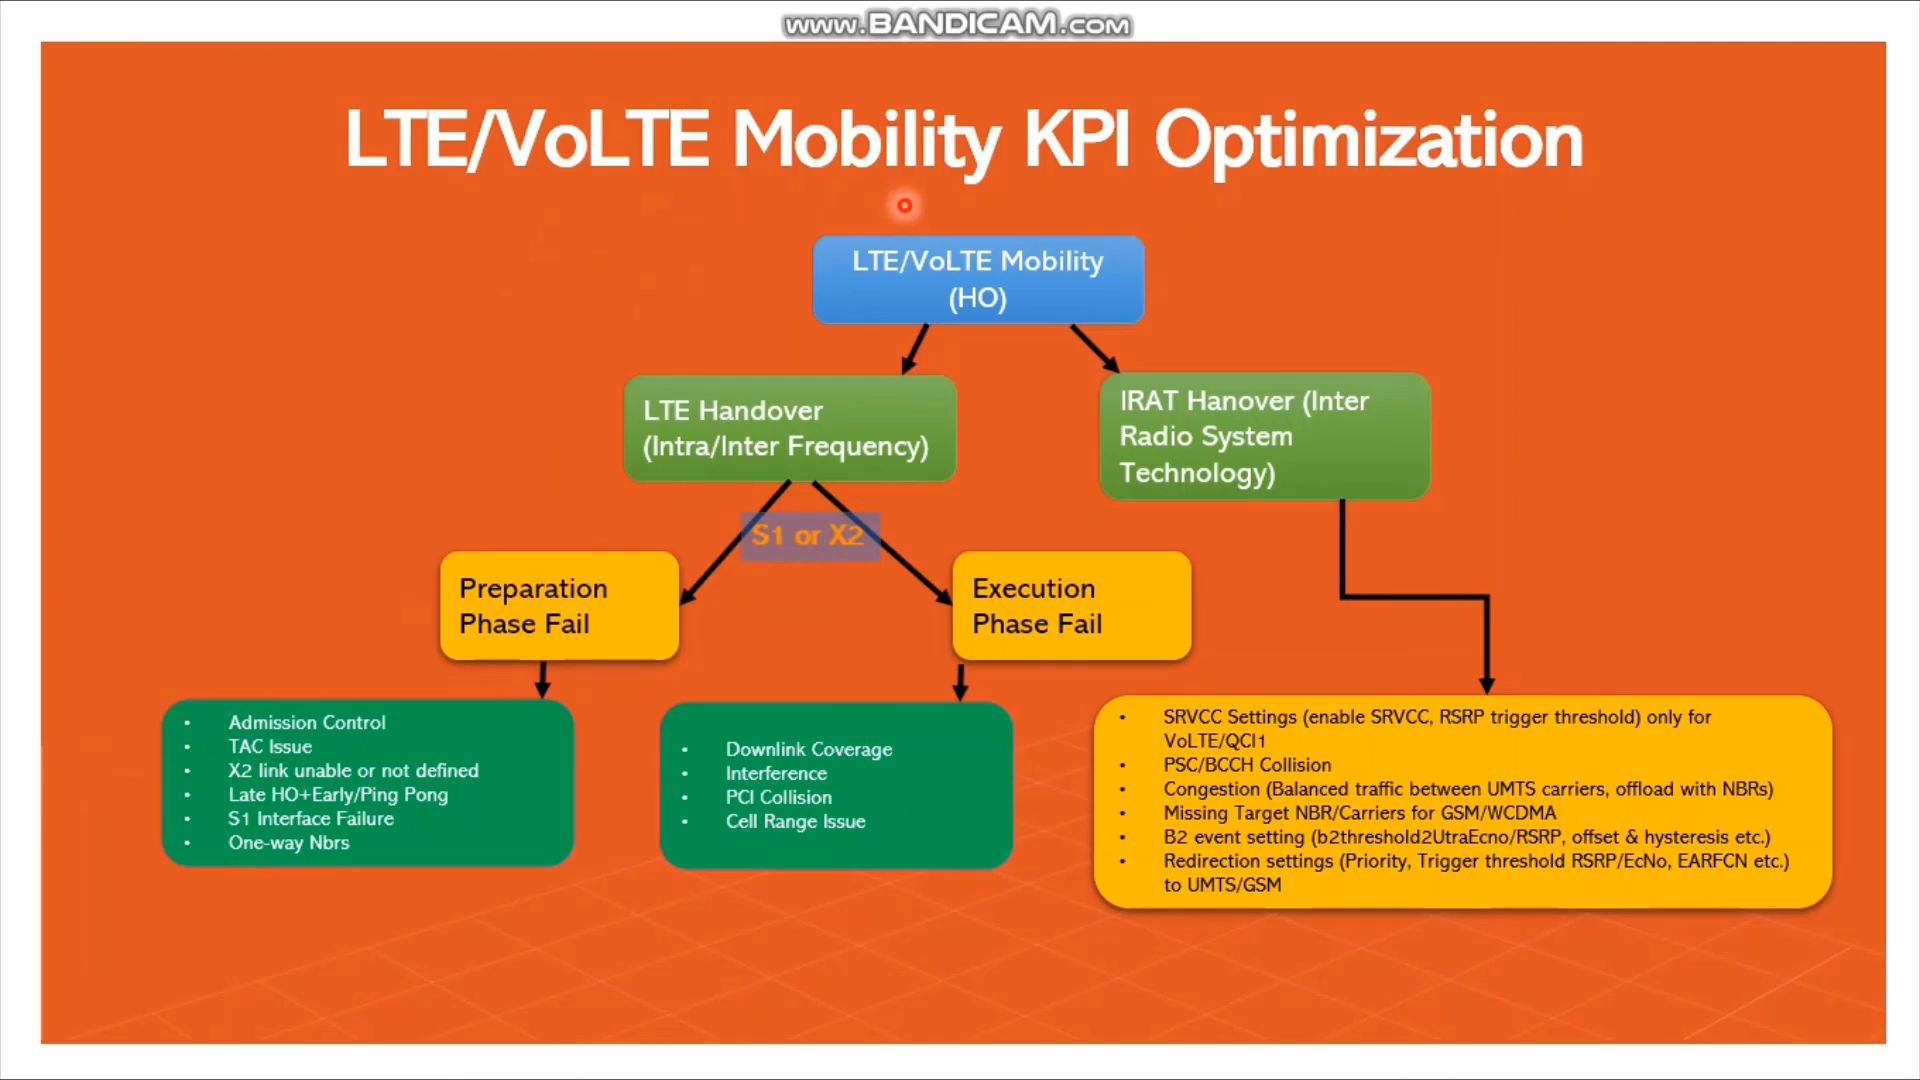 www.BANDICAM.com
LTE/VoLTE Mobility KPI Optimization
LTE/VoLTE Mobility
(HO)
LTE Handover
(Intra/Inter Frequency)
IRAT Hanover (Inter
Radio System
Technology)
S1 or X2
Preparation
Phase Fail
Execution
Phase Fail
• Admission Control
• TAC Issue
• X2 link unable or not defined
• Late HO+Early/Ping Pong
• S1 Interface Failure
• One-way Nbrs
• Downlink Coverage
• Interference
• PCI Collision
• Cell Range Issue
• SRVCC Settings (enable SRVCC, RSRP trigger threshold) only for
VoLTE/QCI1
• PSC/BCCH Collision
• Congestion (Balanced traffic between UMTS carriers, offload with NBRs)
• Missing Target NBR/Carriers for GSM/WCDMA
• B2 event setting (b2threshold2UtraEcno/RSRP, offset & hysteresis etc.)
• Redirection settings (Priority, Trigger threshold RSRP/EcNo, EARFCN etc.)
to UMTS/GSM